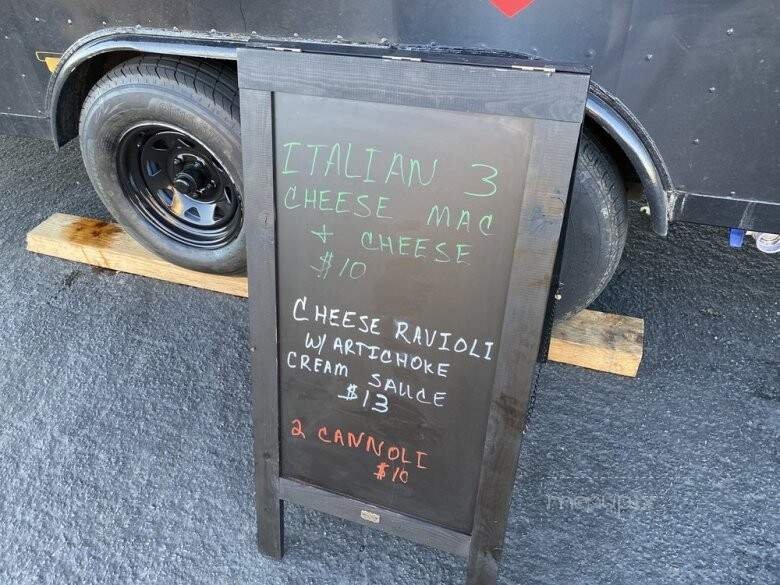 ITALIAN 3
CHEESE MAC
+ CHEESE
$10
CHEESE RAVIOLI
W/ ARTICHOKE
CREAM SAUCE
$13
2 CANNOLI
$10